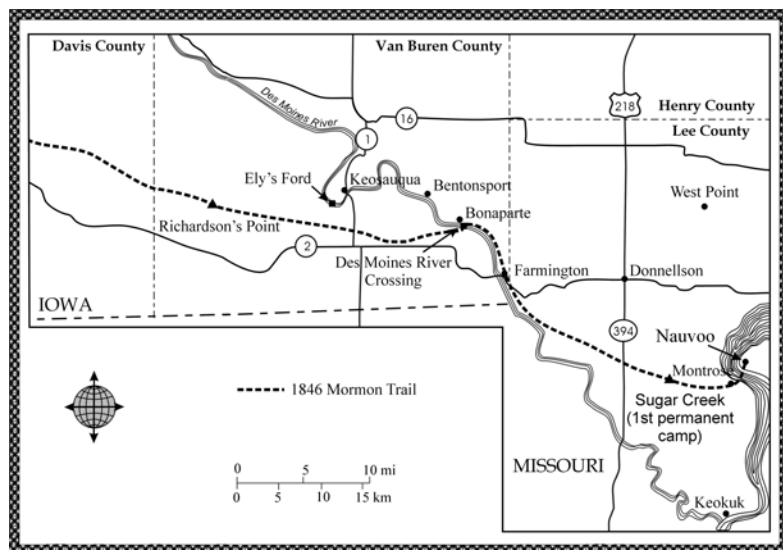 Davis County
Van Buren County
218
Henry County
Lee County
Des Moines River
1
16
Ely's Ford
Keosauqua
Bentonsport
West Point
Richardson's Point
Bonaparte
2
Des Moines River
Crossing
Farmington
Donnellson
IOWA
394
Nauvoo
Montrose
1846 Mormon Trail
Sugar Creek
(1st permanent
camp)
MISSOURI
0 5 10 mi
0 5 10 15 km
Keokuk